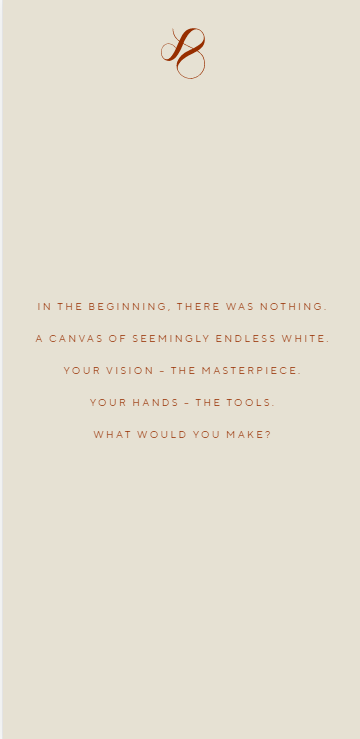 IN THE BEGINNING, THERE WAS NOTHING.
A CANVAS OF SEEMINGLY ENDLESS WHITE.
YOUR VISION – THE MASTERPIECE.
YOUR HANDS – THE TOOLS.
WHAT WOULD YOU MAKE?